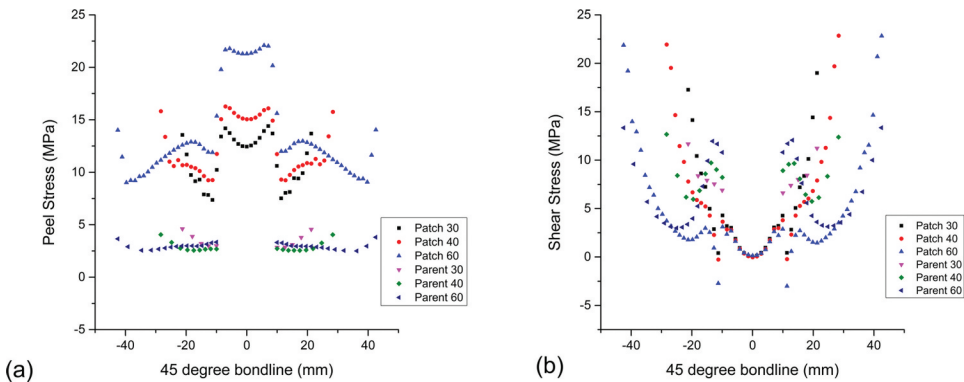 25
20
15
10
5
0
-5
Peel Stress (MPa)
-40 -20 0 20 40
45 degree bondline (mm)
Patch 30
Patch 40
Patch 60
Parent 30
Parent 40
Parent 60
(a)
25
20
15
10
5
0
-5
Shear Stress (MPa)
-40 -20 0 20 40
45 degree bondline (mm)
Patch 30
Patch 40
Patch 60
Parent 30
Parent 40
Parent 60
(b)